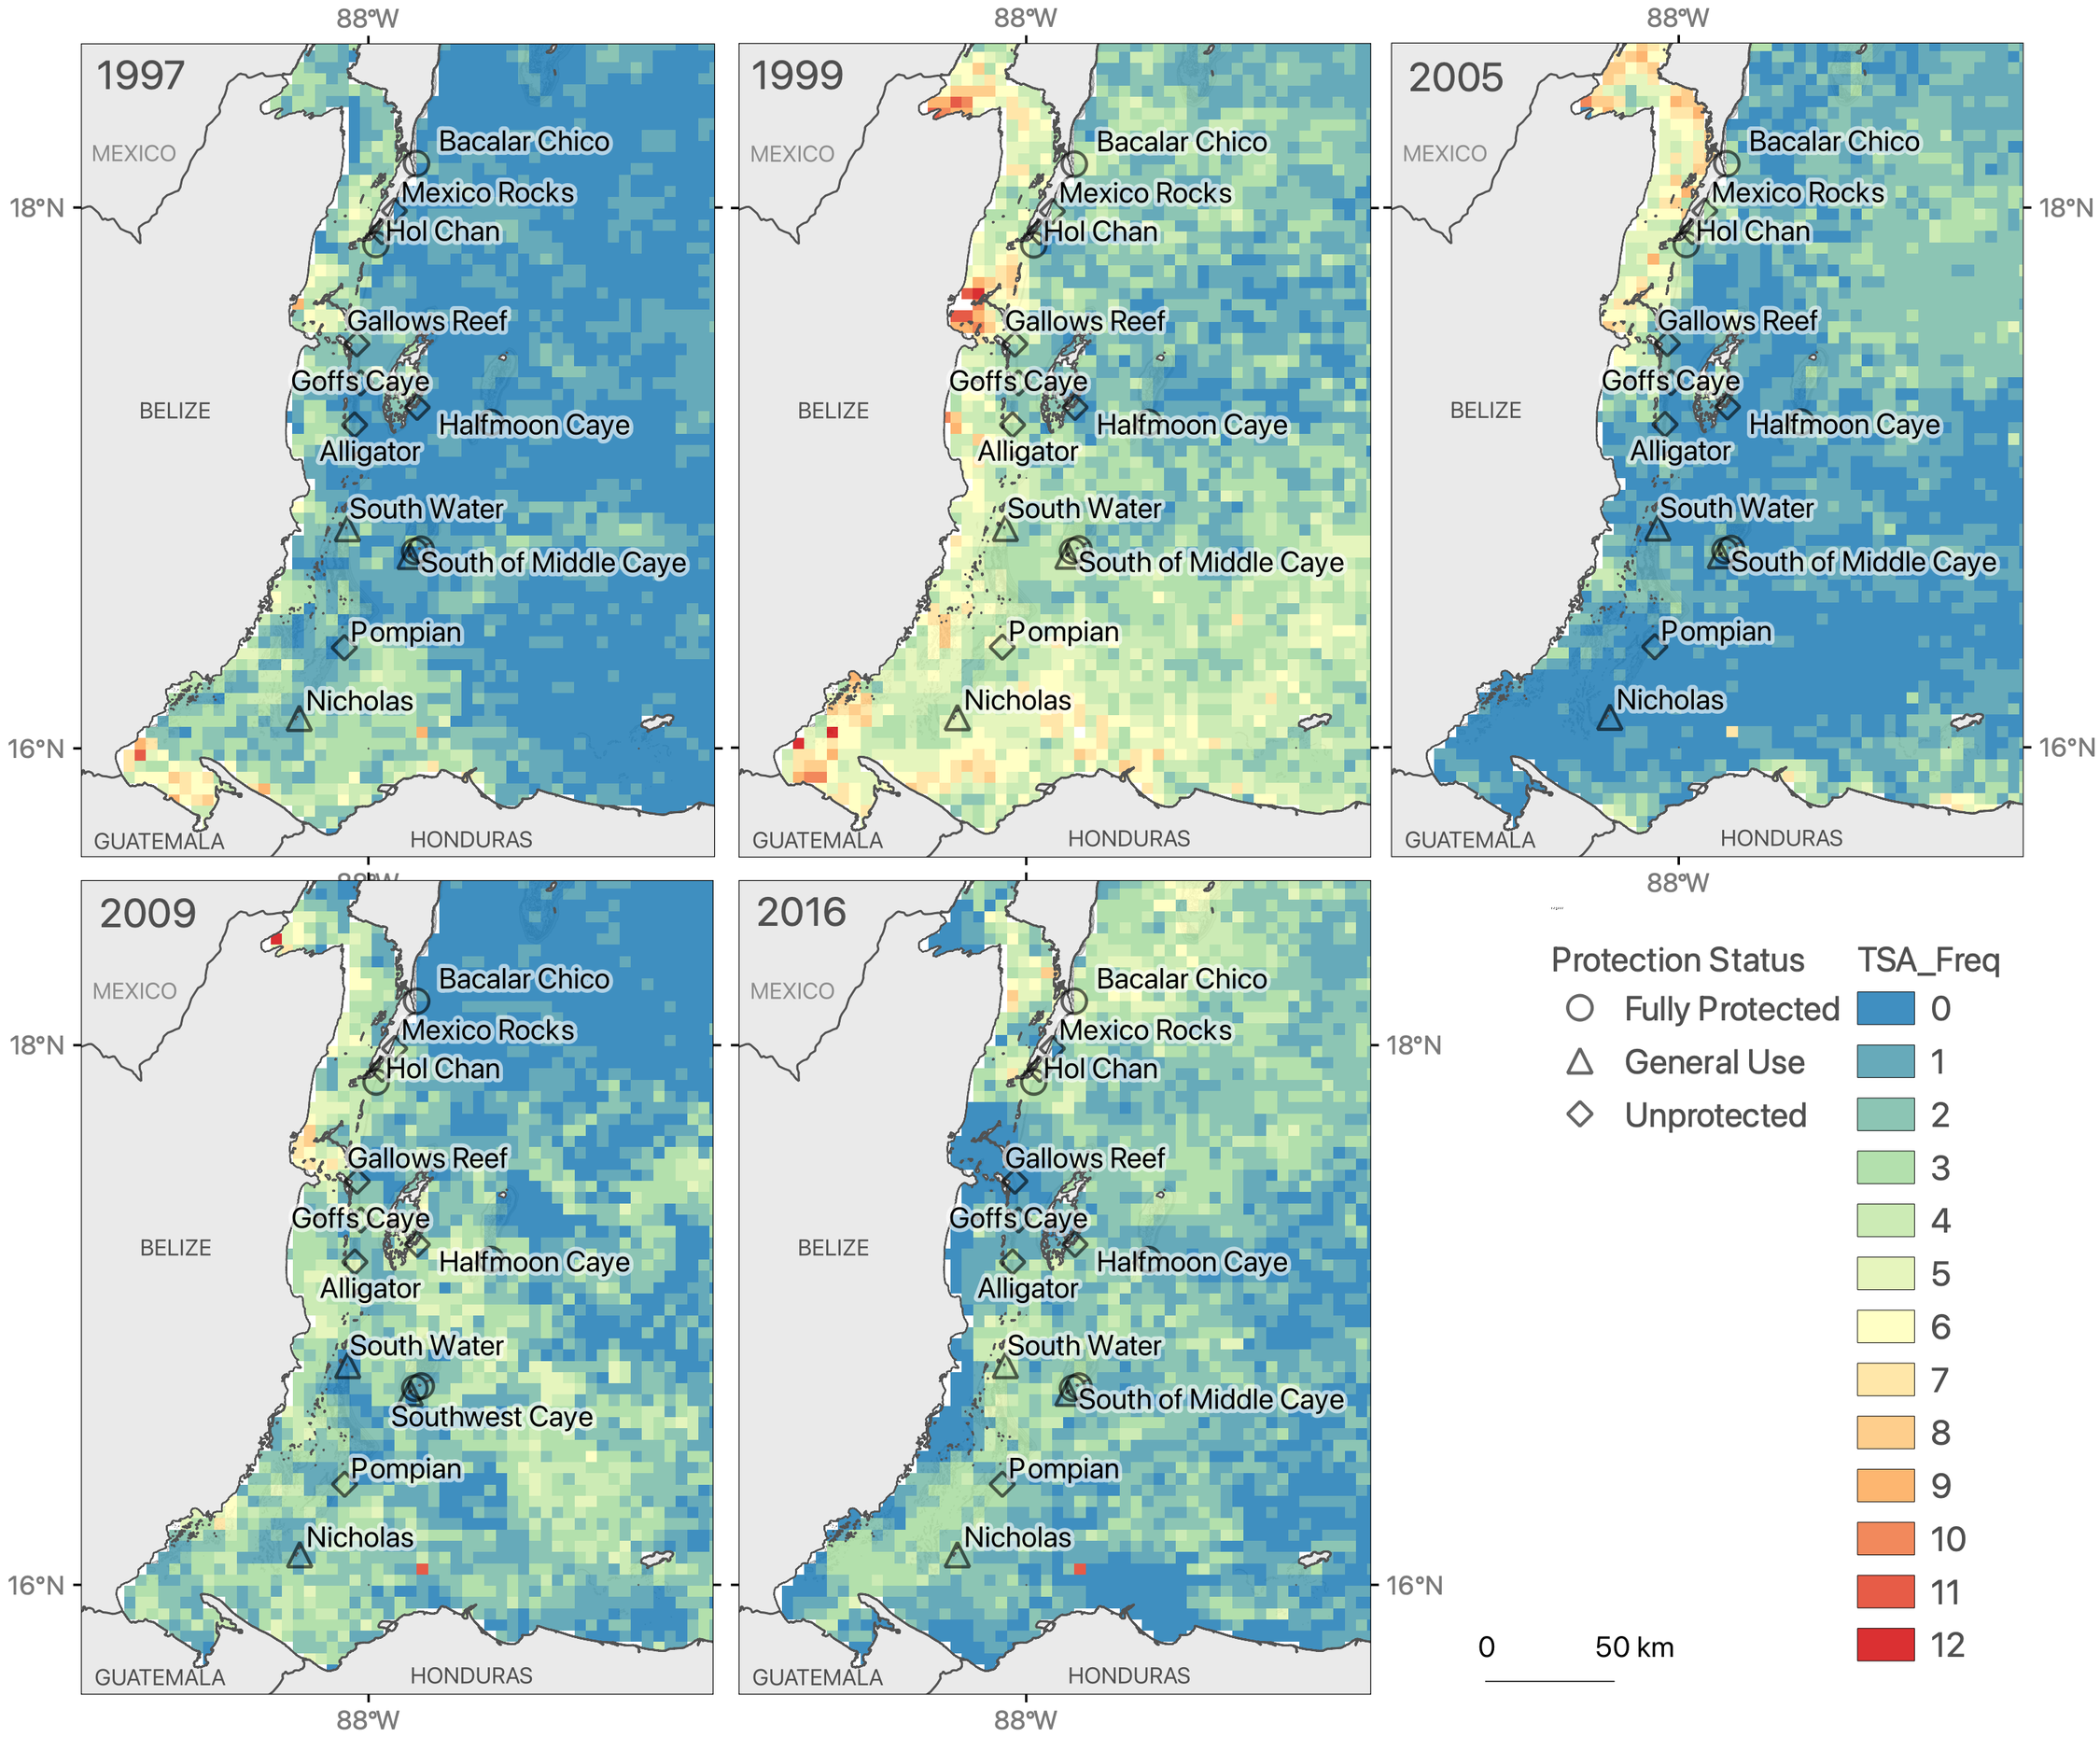 88°W
88°W
88°W
1997
MEXICO
Bacalar Chico
Mexico Rocks
18°N
Hol Chan
Gallows Reef
Goffs Caye
BELIZE
Halfmoon Caye
Alligator
South Water
South of Middle Caye
Pompian
Nicholas
16°N
GUATEMALA
HONDURAS
1999
MEXICO
Bacalar Chico
Mexico Rocks
Hol Chan
Gallows Reef
Goffs Caye
BELIZE
Halfmoon Caye
Alligator
South Water
South of Middle Caye
Pompian
Nicholas
GUATEMALA
HONDURAS
2005
MEXICO
Bacalar Chico
Mexico Rocks
18°N
Hol Chan
Gallows Reef
Goffs Caye
BELIZE
Halfmoon Caye
Alligator
South Water
South of Middle Caye
Pompian
Nicholas
16°N
GUATEMALA
HONDURAS
88°W
88°W
2009
MEXICO
Bacalar Chico
Mexico Rocks
18°N
Hol Chan
Gallows Reef
Goffs Caye
BELIZE
Halfmoon Caye
Alligator
South Water
Southwest Caye
Pompian
Nicholas
16°N
GUATEMALA
HONDURAS
88°W
2016
MEXICO
Bacalar Chico
Mexico Rocks
18°N
Hol Chan
Gallows Reef
Goffs Caye
BELIZE
Halfmoon Caye
Alligator
South Water
South of Middle Caye
Pompian
Nicholas
16°N
GUATEMALA
HONDURAS
88°W
Protection Status
Fully Protected
General Use
Unprotected
TSA_Freq
0
1
2
3
4
5
6
7
8
9
10
11
12
0 50 km